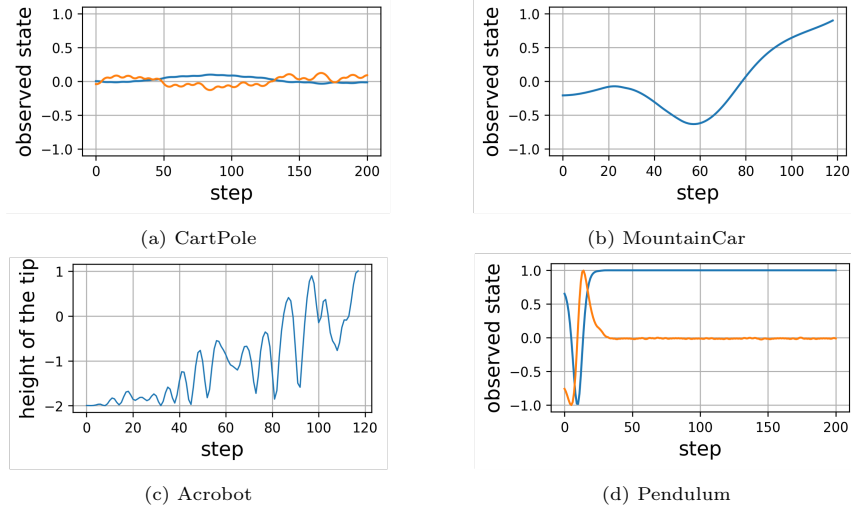 observed state
1.0
0.5
0.0
−0.5
−1.0
0 50 100 150 200
step
(a) CartPole
observed state
1.0
0.5
0.0
−0.5
−1.0
0 20 40 60 80 100 120
step
(b) MountainCar
height of the tip
1
0
−1
−2
0 20 40 60 80 100 120
step
(c) Acrobot
observed state
1.0
0.5
0.0
−0.5
−1.0
0 50 100 150 200
step
(d) Pendulum